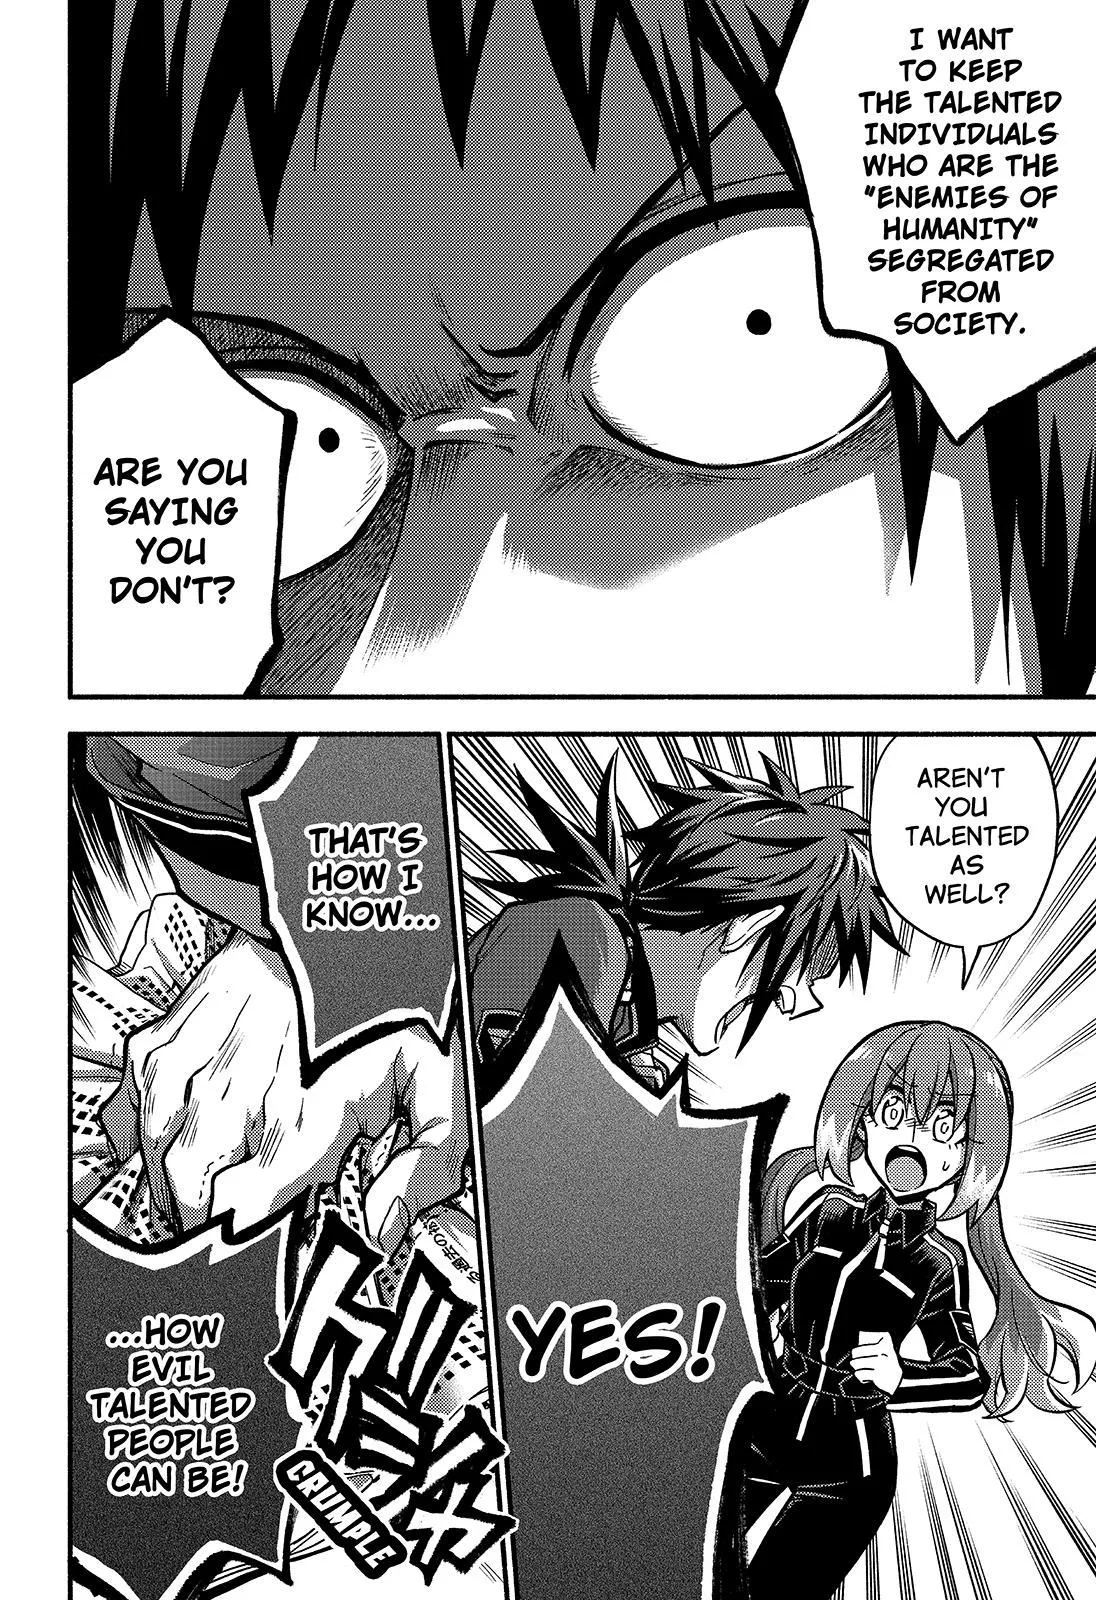 I WANT
TO KEEP
THE TALENTED
INDIVIDUALS
WHO ARE THE
"ENEMIES OF
HUMANITY"
SEGREGATED
FROM
SOCIETY.
ARE YOU
SAYING
YOU
DON'T?
AREN'T
YOU
TALENTED
AS
WELL?
YES!
THAT'S
HOW I
KNOW...
...HOW
EVIL
TALENTED
PEOPLE
CAN BE!
CRUMPLE